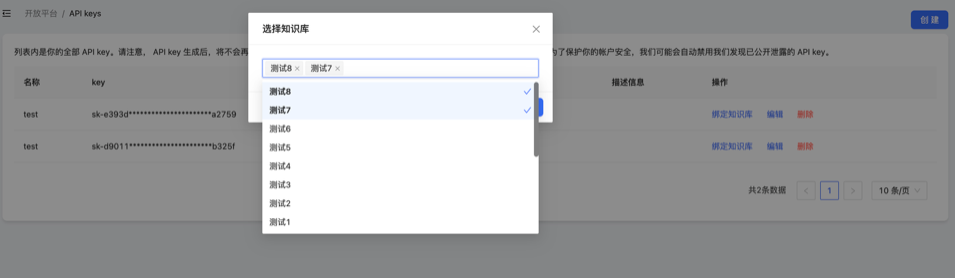 开放平台 / API keys
创 建
选择知识库
列表内是你的全部 API key。请注意， API key 生成后，将不会再
为了保护你的帐户安全，我们可能会自动禁用我们发现已公开泄露的 API key。
测试8 测试7
名称 key 描述信息 操作
test sk-e393d**********************a2759 绑定知识库 编辑 删除
test sk-d9011**********************b325f 绑定知识库 编辑 删除
测试8
测试7
测试6
测试5
测试4
测试3
测试2
测试1
共2条数据 < 1 > 10 条/页